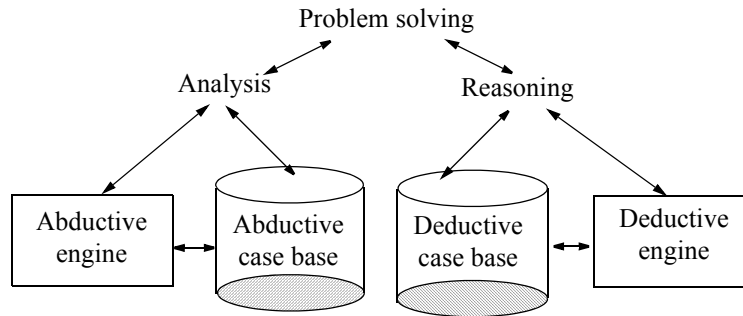 Problem solving
Analysis
Reasoning
Abductive
engine
Abductive
case base
Deductive
case base
Deductive
engine